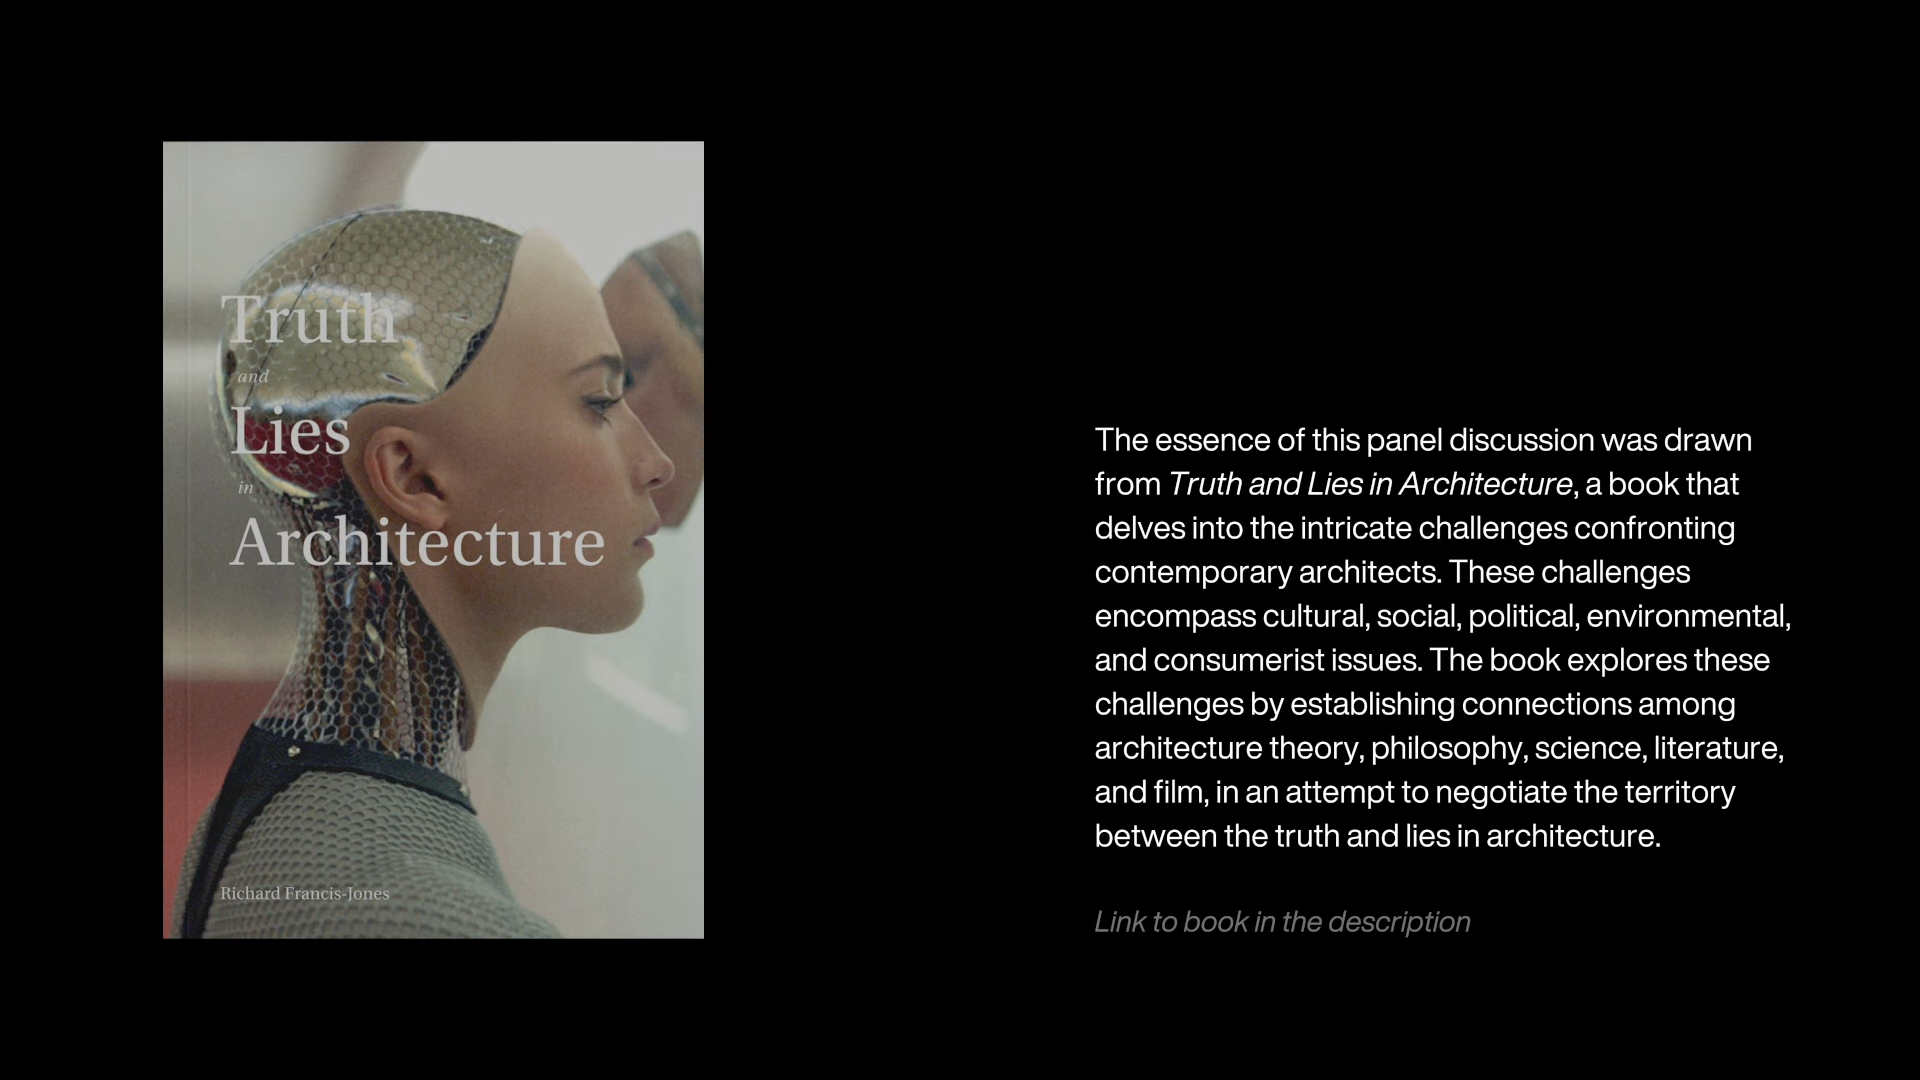 Truth
and
Lies
in
Architecture
Richard Francis-Jones
The essence of this panel discussion was drawn
from Truth and Lies in Architecture, a book that
delves into the intricate challenges confronting
contemporary architects. These challenges
encompass cultural, social, political, environmental,
and consumerist issues. The book explores these
challenges by establishing connections among
architecture theory, philosophy, science, literature,
and film, in an attempt to negotiate the territory
between the truth and lies in architecture.
Link to book in the description